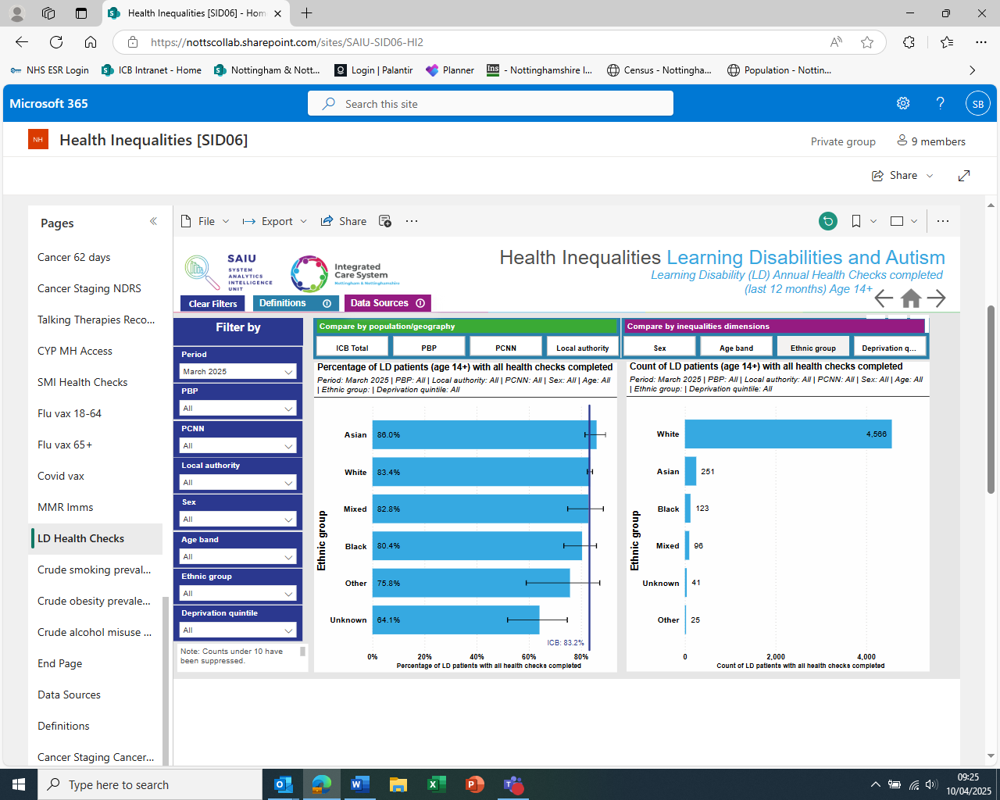 Health Inequalities [SID06] - Hom
https://nottscollab.sharepoint.com/sites/SAIU-SID06-HI2
NHS ESR Login
ICB Intranet - Home
Nottingham & Nott...
Login | Palantir
Planner
Ins
- Nottinghamshire I...
Census - Nottingha...
Population - Nottin...
Microsoft 365
Search this site
SB
NH
Health Inequalities [SID06]
Private group
9 members
Share
Pages
Cancer 62 days
Cancer Staging NDRS
Talking Therapies Reco...
CYP MH Access
SMI Health Checks
Flu vax 18-64
Flu vax 65+
Covid vax
MMR Imms
LD Health Checks
Crude smoking preval...
Crude obesity prevale...
Crude alcohol misuse ...
End Page
Data Sources
Definitions
Cancer Staging Cancer...
File
Export
Share
SAIU
SYSTEM
ANALYTICS
INTELLIGENCE
UNIT
Integrated
Care System
Nottingham & Nottinghamshire
Health Inequalities Learning Disabilities and Autism
Learning Disability (LD) Annual Health Checks completed
(last 12 months) Age 14+
Clear Filters
Definitions
Data Sources
Filter by
Period
March 2025
PBP
All
PCNN
All
Local authority
All
Sex
All
Age band
All
Ethnic group
All
Deprivation quintile
All
Note: Counts under 10 have
been suppressed.
Compare by population/geography
ICB Total
PBP
PCNN
Local authority
Compare by inequalities dimensions
Sex
Age band
Ethnic group
Deprivation q...
Percentage of LD patients (age 14+) with all health checks completed
Period: March 2025 | PBP: All | Local authority: All | PCNN: All | Sex: All | Age: All
| Ethnic group: | Deprivation quintile: All
Ethnic group
Asian 86.0%
White 83.4%
Mixed 82.8%
Black 80.4%
Other 75.8%
Unknown 64.1%
ICB: 83.2%
0% 20% 40% 60% 80%
Percentage of LD patients with all health checks completed
Count of LD patients (age 14+) with all health checks completed
Period: March 2025 | PBP: All | Local authority: All | PCNN: All | Sex: All | Age: All
| Ethnic group: | Deprivation quintile: All
Ethnic group
White 4,566
Asian 251
Black 123
Mixed 96
Unknown 41
Other 25
0 2,000 4,000
Count of LD patients with all health checks completed
Type here to search
09:25
10/04/2025